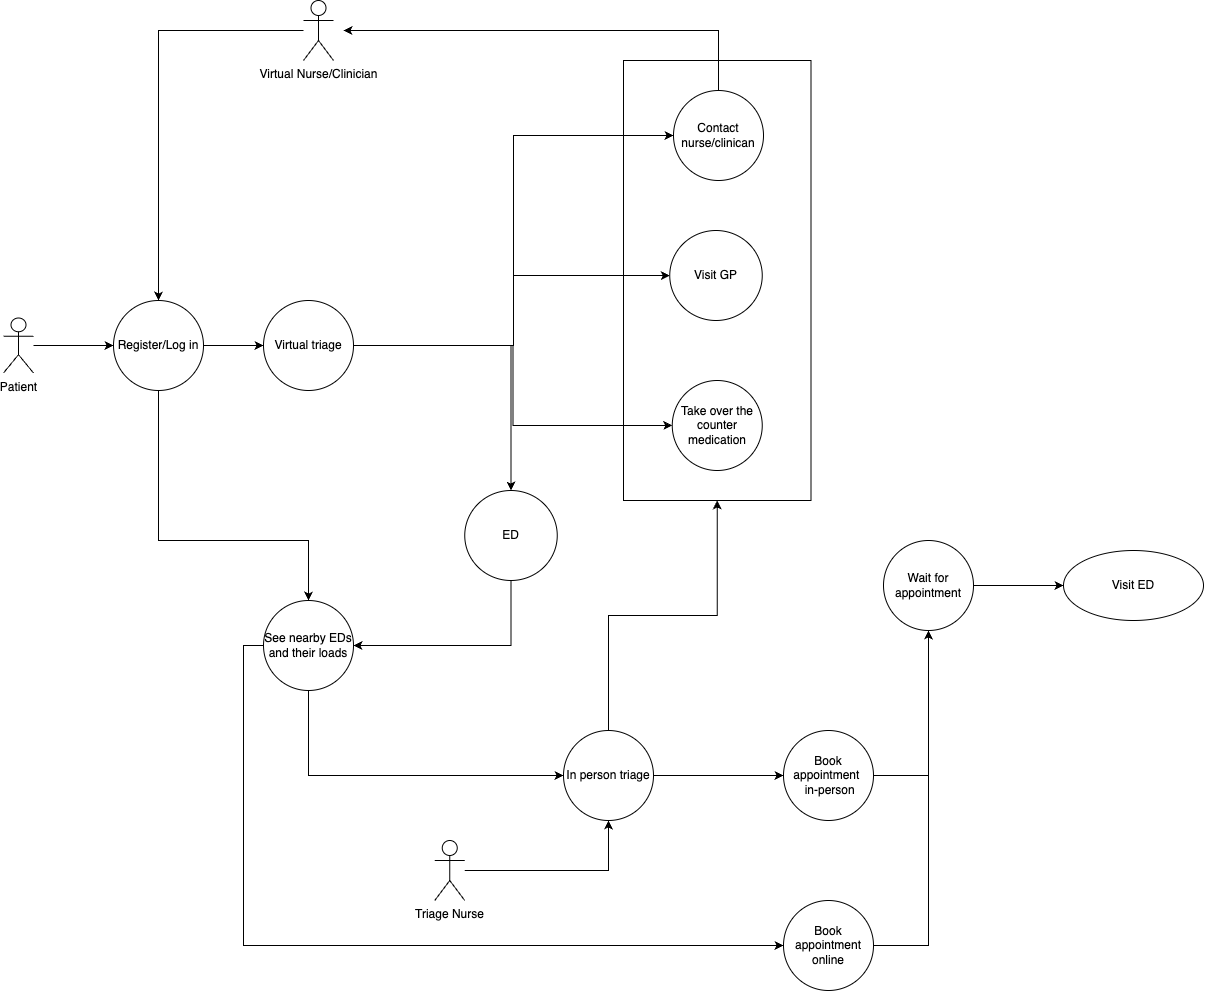 Virtual Nurse/Clinician
Contact
nurse/clinican
Visit GP
Register/Log in
Virtual triage
Patient
Take over the
counter
medication
ED
Wait for
appointment
Visit ED
See nearby EDs
and their loads
In person triage
Book
appointment
in-person
Triage Nurse
Book
appointment
online